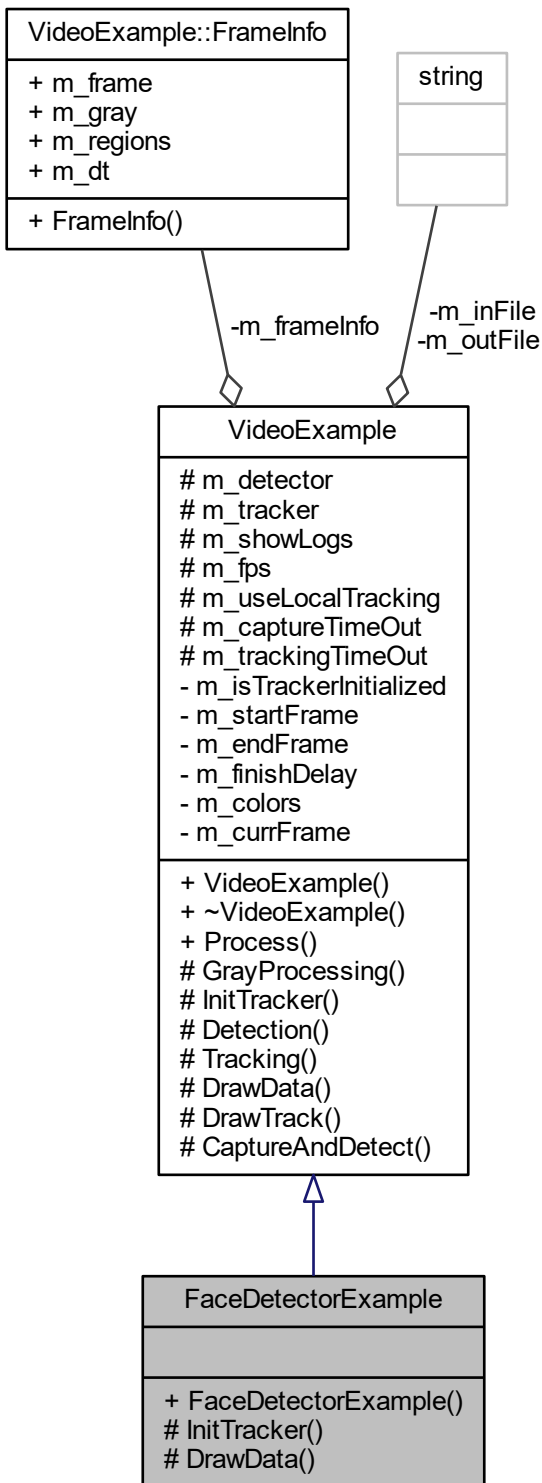 VideoExample::FrameInfo
+ m_frame
+ m_gray
+ m_regions
+ m_dt
+ FrameInfo()
string
-m_frameInfo
-m_inFile
-m_outFile
VideoExample
# m_detector
# m_tracker
# m_showLogs
# m_fps
# m_useLocalTracking
# m_captureTimeOut
# m_trackingTimeOut
- m_isTrackerInitialized
- m_startFrame
- m_endFrame
- m_finishDelay
- m_colors
- m_currFrame
+ VideoExample()
+ ~VideoExample()
+ Process()
# GrayProcessing()
# InitTracker()
# Detection()
# Tracking()
# DrawData()
# DrawTrack()
# CaptureAndDetect()
FaceDetectorExample
+ FaceDetectorExample()
# InitTracker()
# DrawData()